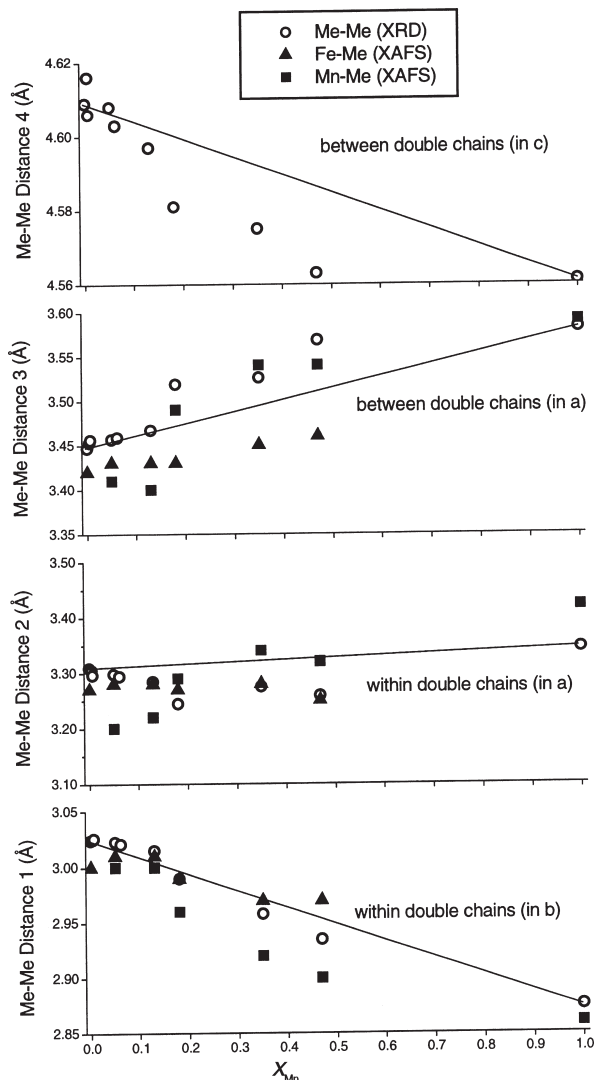 Me-Me (XRD)
Fe-Me (XAFS)
Mn-Me (XAFS)
Me-Me Distance 4 (Å)
4.62
4.60
4.58
4.56
between double chains (in c)
Me-Me Distance 3 (Å)
3.60
3.55
3.50
3.45
3.40
3.35
between double chains (in a)
Me-Me Distance 2 (Å)
3.50
3.40
3.30
3.20
3.10
within double chains (in a)
Me-Me Distance 1 (Å)
3.05
3.00
2.95
2.90
2.85
within double chains (in b)
0.0 0.1 0.2 0.3 0.4 0.5 0.6 0.7 0.8 0.9 1.0
XMn